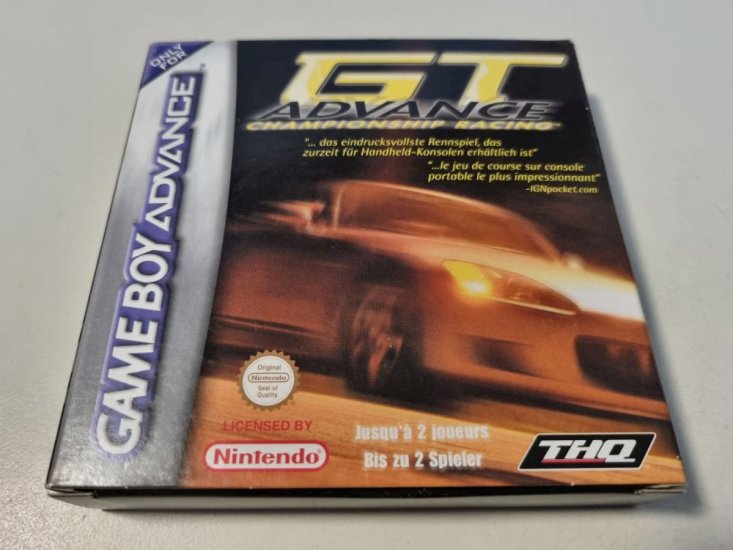 ONLY
FOR
GAME BOY ADVANCE™
GT
ADVANCE
CHAMPIONSHIP RACING
"... das eindrucksvollste Rennspiel, das
zurzeit für Handheld-Konsolen erhältlich ist"
"...le jeu de course sur console
portable le plus impressionnant"
-IGNpocket.com
Original
Nintendo
Seal of
Quality
LICENSED BY
Nintendo®
Jusqu'à 2 joueurs
Bis zu 2 Spieler
THQ